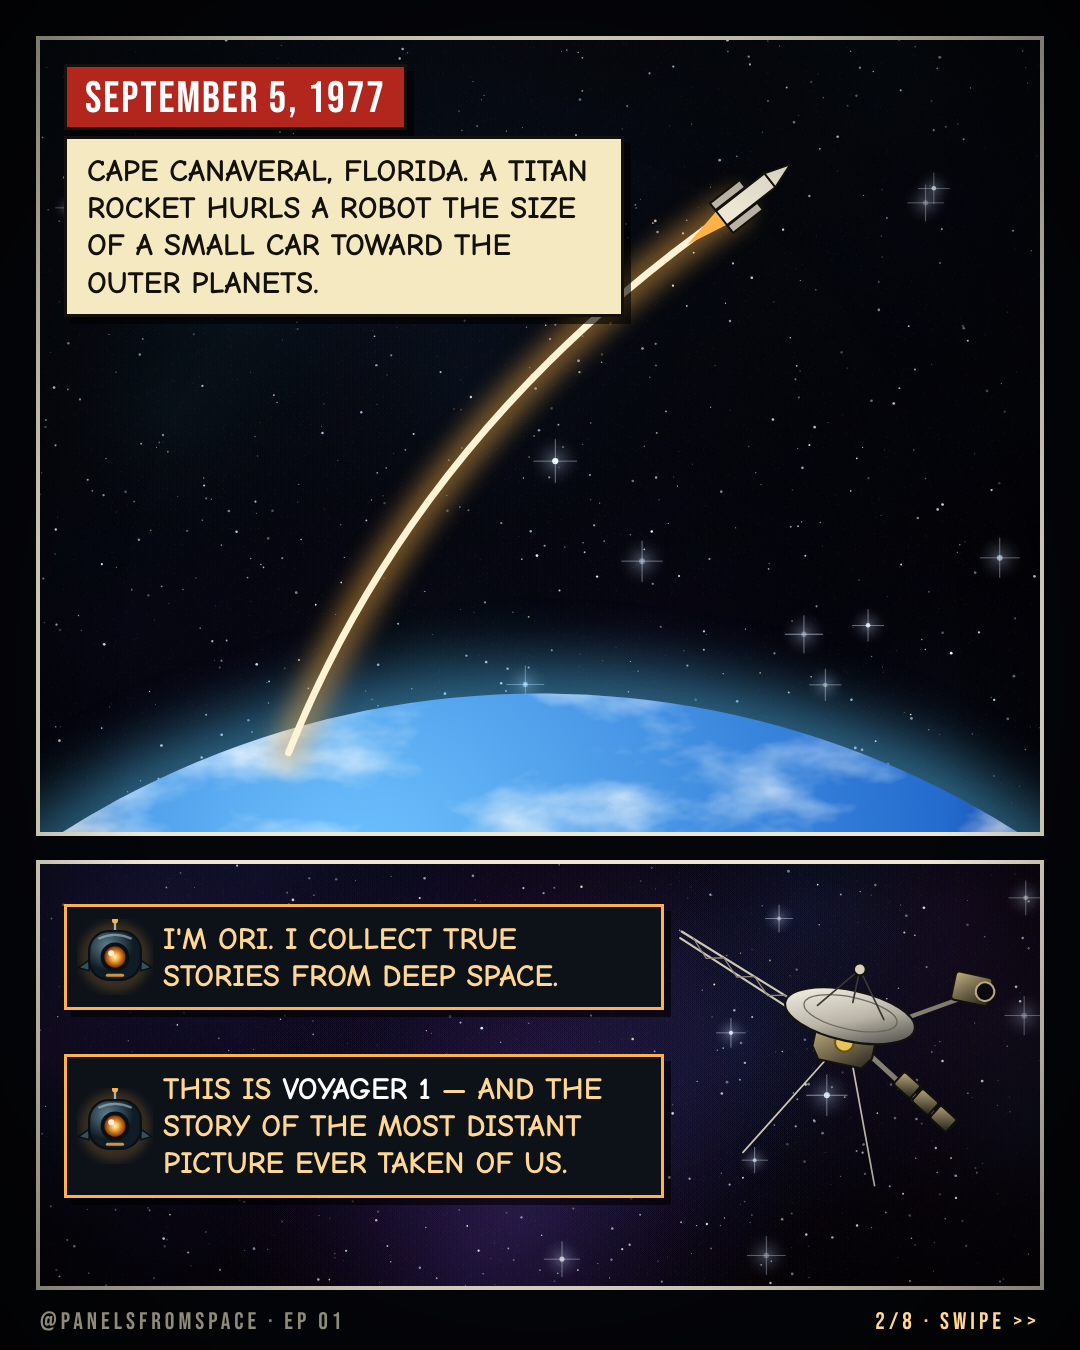 SEPTEMBER 5, 1977
CAPE CANAVERAL, FLORIDA. A TITAN
ROCKET HURLS A ROBOT THE SIZE
OF A SMALL CAR TOWARD THE
OUTER PLANETS.
I'M ORI. I COLLECT TRUE
STORIES FROM DEEP SPACE.
THIS IS VOYAGER 1 — AND THE
STORY OF THE MOST DISTANT
PICTURE EVER TAKEN OF US.
@PANELSFROMSPACE · EP 01
2/8 · SWIPE >>